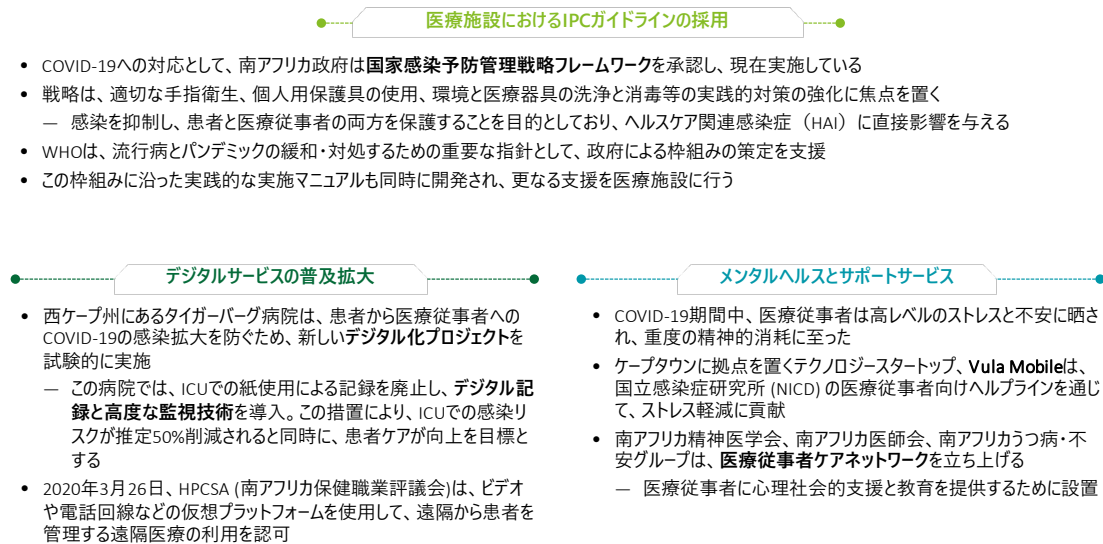 医療施設におけるIPCガイドラインの採用
• COVID-19への対応として、南アフリカ政府は国家感染予防管理戦略フレームワークを承認し、現在実施している
• 戦略は、適切な手指衛生、個人用保護具の使用、環境と医療器具の洗浄と消毒等の実践的対策の強化に焦点を置く
― 感染を抑制し、患者と医療従事者の両方を保護することを目的としており、ヘルスケア関連感染症（HAI）に直接影響を与える
• WHOは、流行病とパンデミックの緩和・対処するための重要な指針として、政府による枠組みの策定を支援
• この枠組みに沿った実践的な実施マニュアルも同時に開発され、更なる支援を医療施設に行う
デジタルサービスの普及拡大
• 西ケープ州にあるタイガーバーグ病院は、患者から医療従事者への
COVID-19の感染拡大を防ぐため、新しいデジタル化プロジェクトを
試験的に実施
― この病院では、ICUでの紙使用による記録を廃止し、デジタル記
録と高度な監視技術を導入。この措置により、ICUでの感染リ
スクが推定50%削減されると同時に、患者ケアが向上を目標と
する
• 2020年3月26日、HPCSA (南アフリカ保健職業評議会)は、ビデオ
や電話回線などの仮想プラットフォームを使用して、遠隔から患者を
管理する遠隔医療の利用を認可
メンタルヘルスとサポートサービス
• COVID-19期間中、医療従事者は高レベルのストレスと不安に晒さ
れ、重度の精神的消耗に至った
• ケープタウンに拠点を置くテクノロジースタートップ、Vula Mobileは、
国立感染症研究所 (NICD) の医療従事者向けヘルプラインを通じ
て、ストレス軽減に貢献
• 南アフリカ精神医学会、南アフリカ医師会、南アフリカうつ病・不
安グループは、医療従事者ケアネットワークを立ち上げる
― 医療従事者に心理社会的支援と教育を提供するために設置